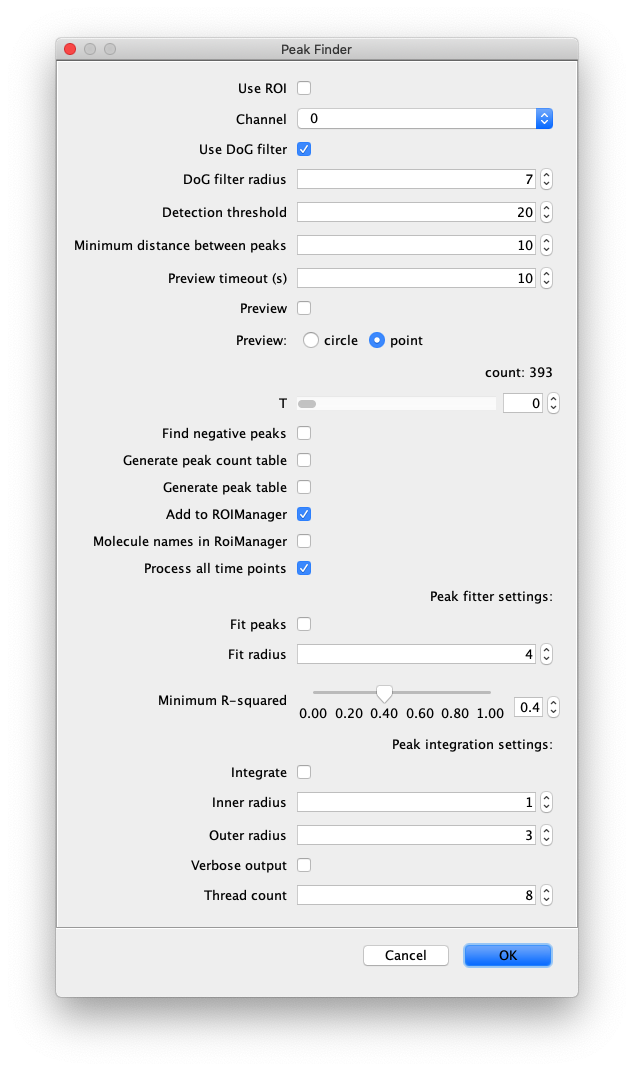 Peak Finder
Use ROI
Channel 0
Use DoG filter
DoG filter radius 7
Detection threshold 20
Minimum distance between peaks 10
Preview timeout (s) 10
Preview
Preview: circle point
count: 393
T 0
Find negative peaks
Generate peak count table
Generate peak table
Add to ROIManager
Molecule names in RoiManager
Process all time points
Peak fitter settings:
Fit peaks
Fit radius 4
Minimum R-squared 0.4
0.00 0.20 0.40 0.60 0.80 1.00
Peak integration settings:
Integrate
Inner radius 1
Outer radius 3
Verbose output
Thread count 8
Cancel OK